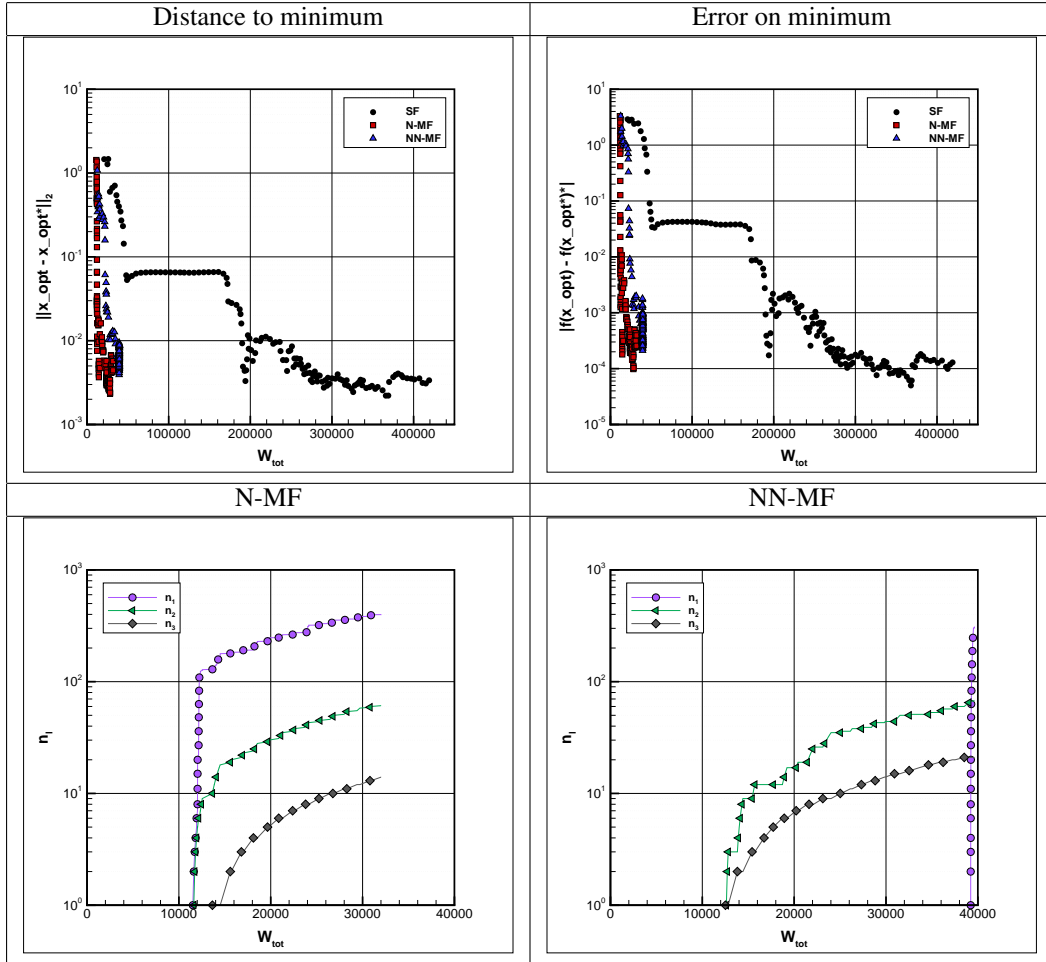 Distance to minimum
Error on minimum
10^1
10^0
10^-1
10^-2
10^-3
||x_opt - x_opt*||_2
SF
N-MF
NN-MF
0 100000 200000 300000 400000
W_tot
10^1
10^0
10^-1
10^-2
10^-3
10^-4
10^-5
|f(x_opt) - f(x_opt*)*|
SF
N-MF
NN-MF
0 100000 200000 300000 400000
W_tot
N-MF
NN-MF
10^3
10^2
10^1
10^0
n_l
n_1
n_2
n_3
0 10000 20000 30000 40000
W_tot
10^3
10^2
10^1
10^0
n_l
n_1
n_2
n_3
0 10000 20000 30000 40000
W_tot